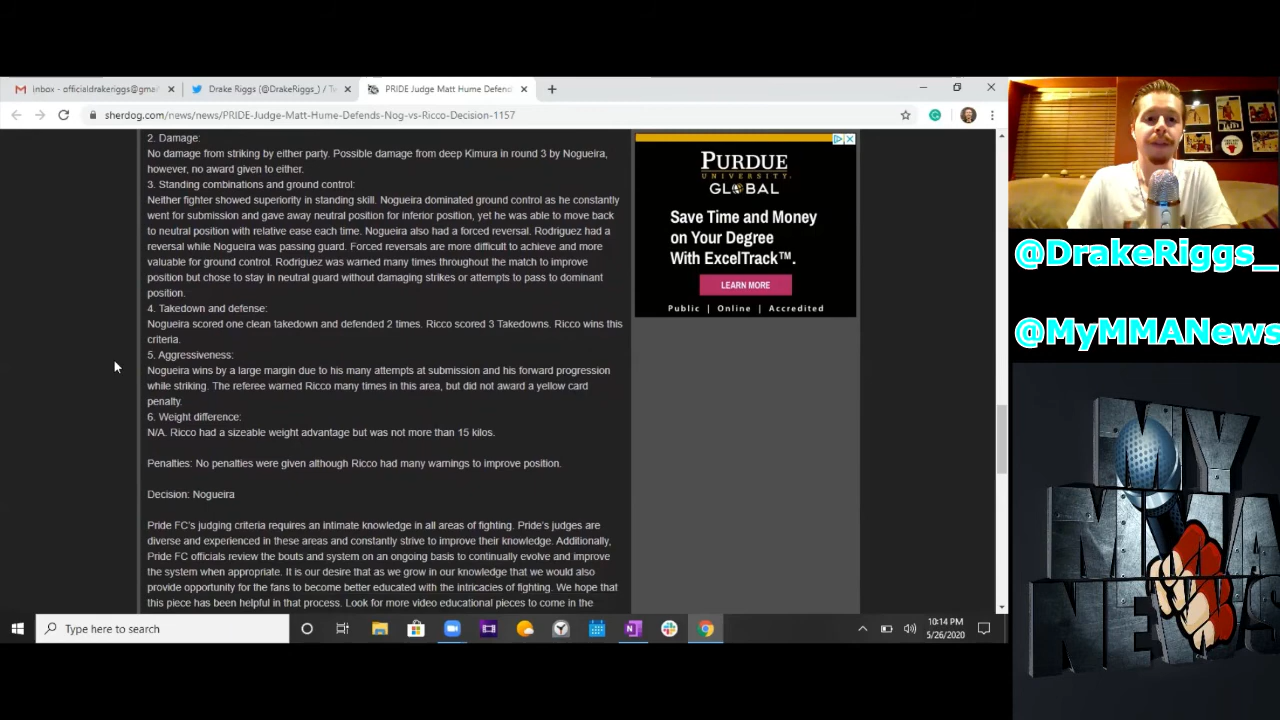 Inbox - officialdrakeriggs@gmai
Drake Riggs (@DrakeRiggs_) / T
PRIDE Judge Matt Hume Defend
sherdog.com/news/news/PRIDE-Judge-Matt-Hume-Defends-Nog-vs-Ricco-Decision-1157
2. Damage:
No damage from striking by either party. Possible damage from deep Kimura in round 3 by Nogueira,
however, no award given to either.
3. Standing combinations and ground control:
Neither fighter showed superiority in standing skill. Nogueira dominated ground control as he constantly
went for submission and gave away neutral position for inferior position, yet he was able to move back
to neutral position with relative ease each time. Nogueira also had a forced reversal. Rodriguez had a
reversal while Nogueira was passing guard. Forced reversals are more difficult to achieve and more
valuable for ground control. Rodriguez was warned many times throughout the match to improve
position but chose to stay in neutral guard without damaging strikes or attempts to pass to dominant
position.
4. Takedown and defense:
Nogueira scored one clean takedown and defended 2 times. Ricco scored 3 Takedowns. Ricco wins this
criteria.
5. Aggressiveness:
Nogueira wins by a large margin due to his many attempts at submission and his forward progression
while striking. The referee warned Ricco many times in this area, but did not award a yellow card
penalty.
6. Weight difference:
N/A. Ricco had a sizeable weight advantage but was not more than 15 kilos.
Penalties: No penalties were given although Ricco had many warnings to improve position.
Decision: Nogueira
Pride FC's judging criteria requires an intimate knowledge in all areas of fighting. Pride's judges are
diverse and experienced in these areas and constantly strive to improve their knowledge. Additionally,
Pride FC officials review the bouts and system on an ongoing basis to continually evolve and improve
the system when appropriate. It is our desire that as we grow in our knowledge that we would also
provide opportunity for the fans to become better educated with the intricacies of fighting. We hope that
this piece has been helpful in that process. Look for more video educational pieces to come in the
PURDUE
UNIVERSITY
GLOBAL
Save Time and Money
on Your Degree
With ExcelTrack™.
LEARN MORE
Public | Online | Accredited
@DrakeRiggs_
@MyMMANews
MY
MMA
NEWS
Type here to search
10:14 PM
5/26/2020